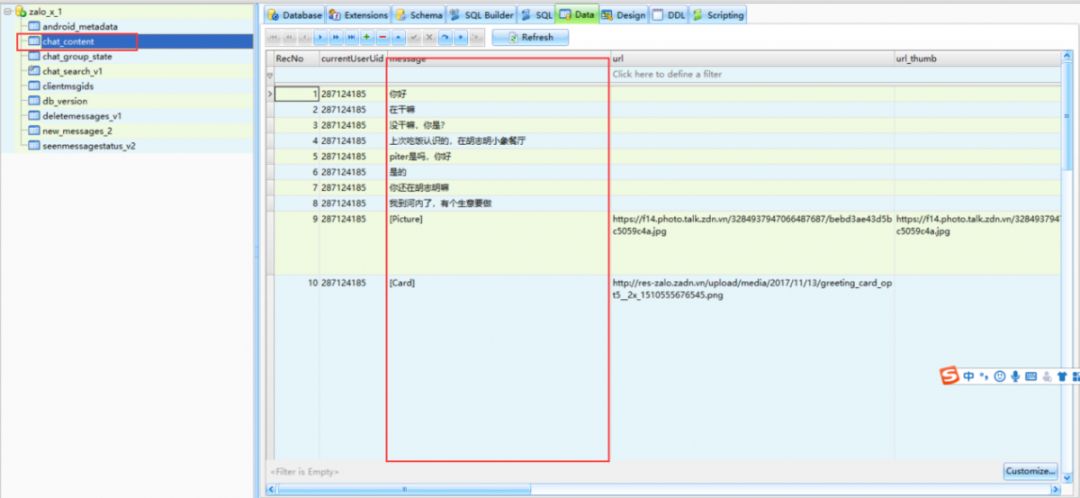 zalo_x_1
android_metadata
chat_content
chat_group_state
chat_search_v1
clientmsgids
db_version
deletemessages_v1
new_messages_2
seenmessagestatus_v2
Database Extensions Schema SQL Builder SQL Data Design DDL Scripting
Refresh
RecNo currentUserUid message url url_thumb
Click here to define a filter
1 287124185 你好
2 287124185 在干嘛
3 287124185 没干嘛，你是？
4 287124185 上次吃饭认识的，在胡志明小象餐厅
5 287124185 piter是吗，你好
6 287124185 是的
7 287124185 你还在胡志胡嘛
8 287124185 我到河内了，有个生意要做
9 287124185 [Picture] https://f14.photo.talk.zdn.vn/3284937947066487687/bebd3ae43d5b https://f14.photo.talk.zdn.vn/328493794
c5059c4a.jpg c5059c4a.jpg
10 287124185 [Card] http://res-zalo.zadn.vn/upload/media/2017/11/13/greeting_card_op
t5__2x_1510555676545.png
中
<Filter is Empty>
Customize...